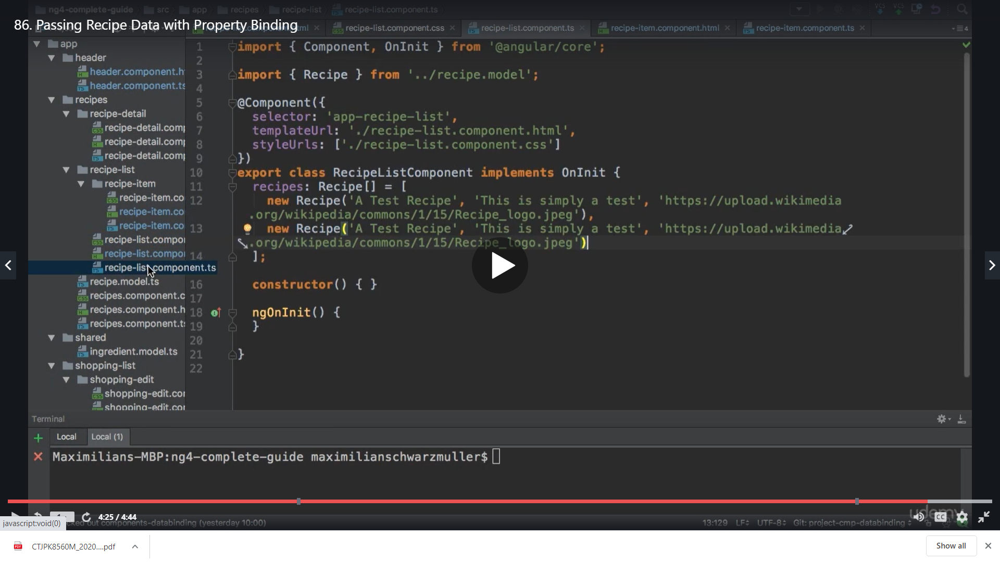 ng4-complete-guide src app recipes recipe-list recipe-list.component.ts
86. Passing Recipe Data with Property Binding
recipe-list.component.css recipe-list.component.ts recipe-item.component.html recipe-item.component.ts 4
app
header
header.component.h
header.component.ts
recipes
recipe-detail
recipe-detail.comp
recipe-detail.comp
recipe-detail.comp
recipe-list
recipe-item
recipe-item.co
recipe-item.co
recipe-item.co
recipe-list.compo
recipe-list.compo
recipe-list.component.ts
recipe.model.ts
recipes.component.c
recipes.component.h
recipes.component.t
shared
ingredient.model.ts
shopping-list
shopping-edit
shopping-edit.co
shopping-edit.co
1 import { Component, OnInit } from '@angular/core';
2
3 import { Recipe } from '../recipe.model';
4
5 @Component({
6 selector: 'app-recipe-list',
7 templateUrl: './recipe-list.component.html',
8 styleUrls: ['./recipe-list.component.css']
9 })
10 export class RecipeListComponent implements OnInit {
11 recipes: Recipe[] = [
12 new Recipe('A Test Recipe', 'This is simply a test', 'https://upload.wikimedia
.org/wikipedia/commons/1/15/Recipe_logo.jpeg'),
13 new Recipe('A Test Recipe', 'This is simply a test', 'https://upload.wikimedia
.org/wikipedia/commons/1/15/Recipe_logo.jpeg')
14 ];
16 constructor() { }
17
18 ngOnInit() {
19 }
20
21 }
22
Terminal
Local Local (1)
Maximilians-MBP:ng4-complete-guide maximilianschwarzmuller$
4:25 / 4:44
udemy
CC
javascript:void(0)
cked out components-databinding (yesterday 10:00) 13:129 LF UTF-8 Git: project-cmp-databinding
CTJPK8560M_2020....pdf
Show all